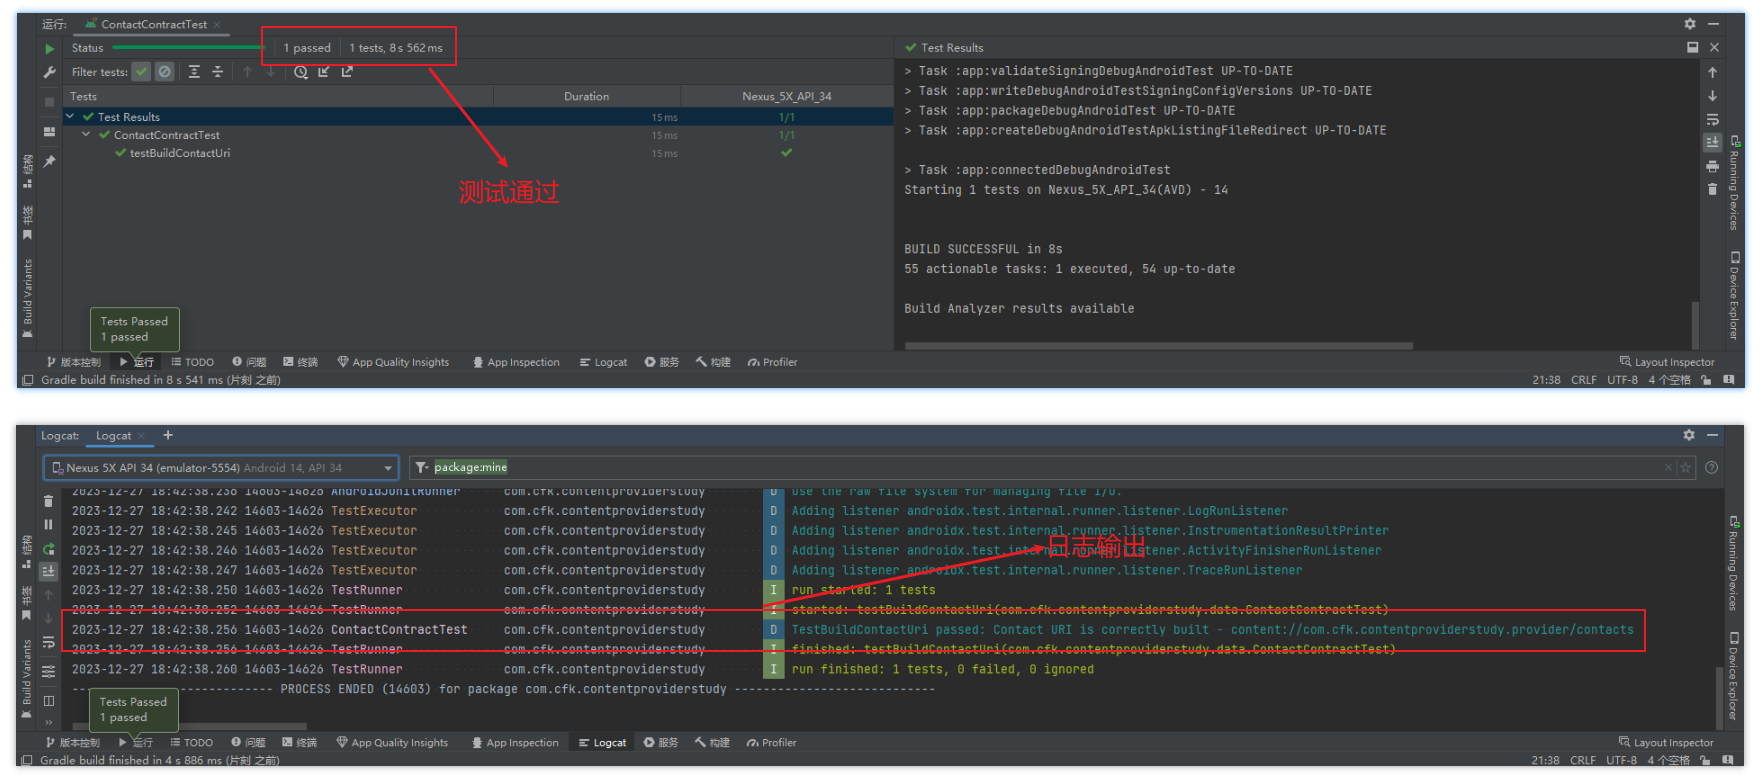 运行: ContactContractTest
Status 1 passed 1 tests, 8 s 562 ms
Filter tests:
Tests Duration Nexus_5X_API_34
Test Results 15 ms 1/1
ContactContractTest 15 ms 1/1
testBuildContactUri 15 ms
测试通过
Test Results
> Task :app:validateSigningDebugAndroidTest UP-TO-DATE
> Task :app:writeDebugAndroidTestSigningConfigVersions UP-TO-DATE
> Task :app:packageDebugAndroidTest UP-TO-DATE
> Task :app:createDebugAndroidTestApkListingFileRedirect UP-TO-DATE
> Task :app:connectedDebugAndroidTest
Starting 1 tests on Nexus_5X_API_34(AVD) - 14
BUILD SUCCESSFUL in 8s
55 actionable tasks: 1 executed, 54 up-to-date
Build Analyzer results available
结构
书签
Build Variants
Running Devices
Device Explorer
Tests Passed
1 passed
版本控制 运行 TODO 问题 终端 App Quality Insights App Inspection Logcat 服务 构建 Profiler Layout Inspector
Gradle build finished in 8 s 541 ms (片刻 之前) 21:38 CRLF UTF-8 4 个空格
Logcat: Logcat +
Nexus 5X API 34 (emulator-5554) Android 14, API 34 package:mine
2023-12-27 18:42:38.236 14603-14626 AndroidJUnitRunner com.cfk.contentproviderstudy D Use the raw file system for managing file I/O.
2023-12-27 18:42:38.242 14603-14626 TestExecutor com.cfk.contentproviderstudy D Adding listener androidx.test.internal.runner.listener.LogRunListener
2023-12-27 18:42:38.245 14603-14626 TestExecutor com.cfk.contentproviderstudy D Adding listener androidx.test.internal.runner.listener.InstrumentationResultPrinter
2023-12-27 18:42:38.246 14603-14626 TestExecutor com.cfk.contentproviderstudy D Adding listener androidx.test.internal.runner.listener.ActivityFinisherRunListener
日志输出
2023-12-27 18:42:38.247 14603-14626 TestExecutor com.cfk.contentproviderstudy D Adding listener androidx.test.internal.runner.listener.TraceRunListener
2023-12-27 18:42:38.250 14603-14626 TestRunner com.cfk.contentproviderstudy I run started: 1 tests
2023-12-27 18:42:38.252 14603-14626 TestRunner com.cfk.contentproviderstudy I started: testBuildContactUri(com.cfk.contentproviderstudy.data.ContactContractTest)
2023-12-27 18:42:38.256 14603-14626 ContactContractTest com.cfk.contentproviderstudy D TestBuildContactUri passed: Contact URI is correctly built - content://com.cfk.contentproviderstudy.provider/contacts
2023-12-27 18:42:38.256 14603-14626 TestRunner com.cfk.contentproviderstudy I finished: testBuildContactUri(com.cfk.contentproviderstudy.data.ContactContractTest)
2023-12-27 18:42:38.260 14603-14626 TestRunner com.cfk.contentproviderstudy I run finished: 1 tests, 0 failed, 0 ignored
--------------------------- PROCESS ENDED (14603) for package com.cfk.contentproviderstudy ----------------------------
结构
书签
Build Variants
Running Devices
Device Explorer
Tests Passed
1 passed
版本控制 运行 TODO 问题 终端 App Quality Insights App Inspection Logcat 服务 构建 Profiler Layout Inspector
Gradle build finished in 4 s 886 ms (片刻 之前) 21:38 CRLF UTF-8 4 个空格